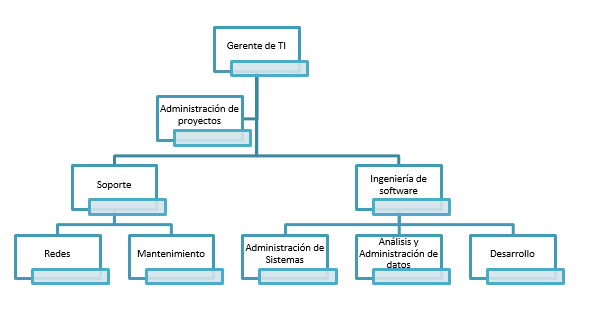 Gerente de TI
Administración de
proyectos
Soporte
Ingeniería de
software
Redes
Mantenimiento
Administración de
Sistemas
Análisis y
Administración de
datos
Desarrollo